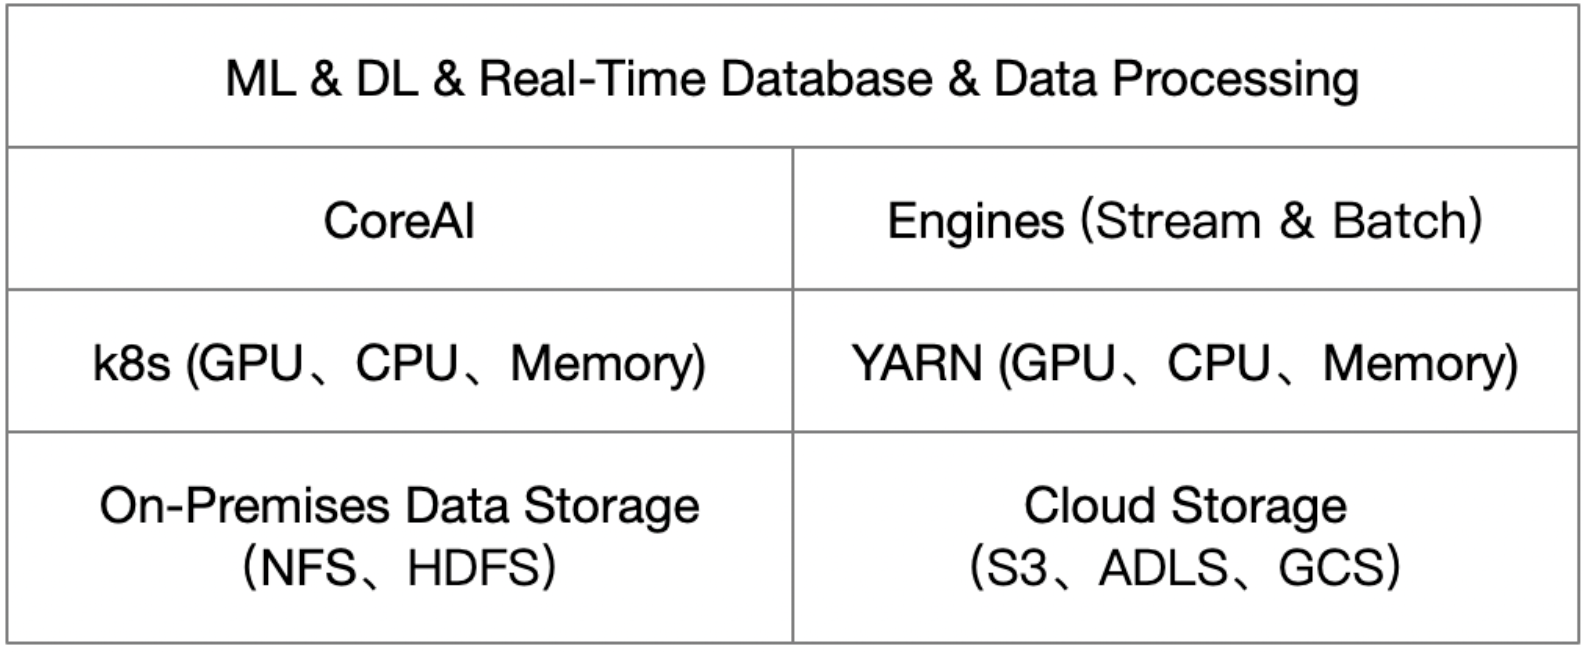 ML & DL & Real-Time Database & Data Processing
CoreAI
Engines (Stream & Batch)
k8s (GPU、CPU、Memory)
YARN (GPU、CPU、Memory)
On-Premises Data Storage
(NFS、HDFS)
Cloud Storage
(S3、ADLS、GCS)